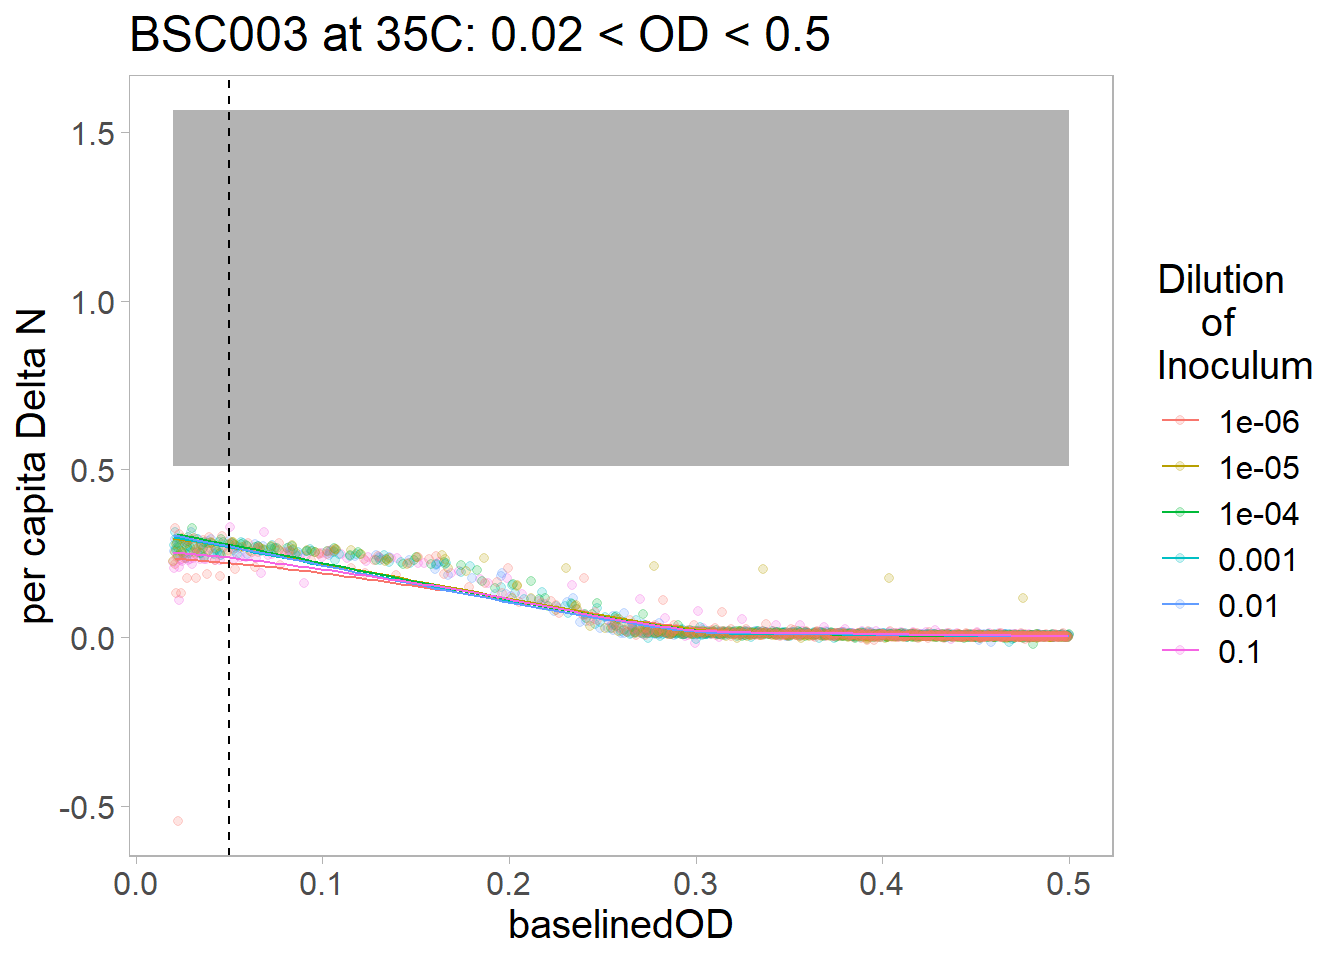 BSC003 at 35C: 0.02 < OD < 0.5
per capita Delta N
1.5
1.0
0.5
0.0
-0.5
0.0
0.1
0.2
0.3
0.4
0.5
baselinedOD
Dilution
of
Inoculum
1e-06
1e-05
1e-04
0.001
0.01
0.1